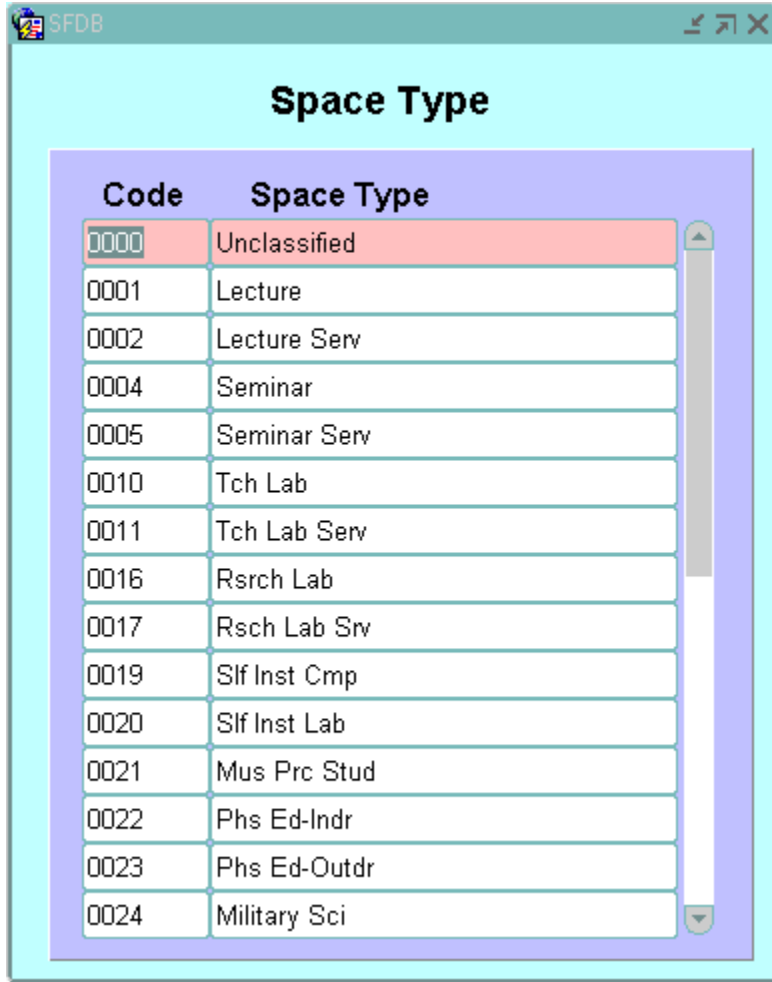 SFDB
Space Type
Code Space Type
0000 Unclassified
0001 Lecture
0002 Lecture Serv
0004 Seminar
0005 Seminar Serv
0010 Tch Lab
0011 Tch Lab Serv
0016 Rsrch Lab
0017 Rsch Lab Srv
0019 Slf Inst Cmp
0020 Slf Inst Lab
0021 Mus Prc Stud
0022 Phs Ed-Indr
0023 Phs Ed-Outdr
0024 Military Sci